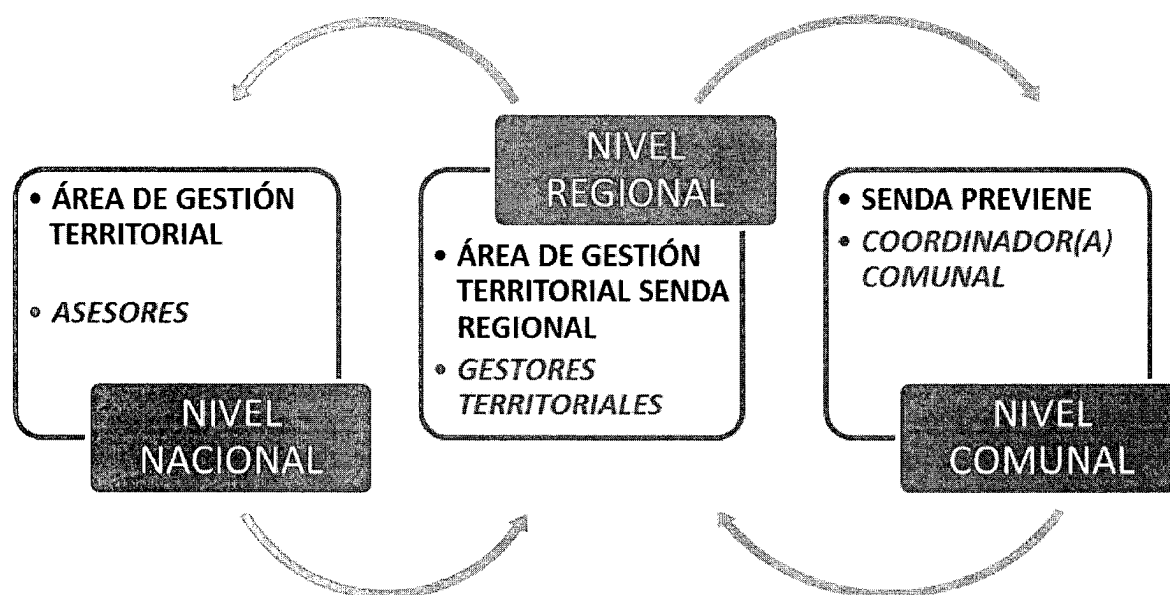 • ÁREA DE GESTIÓN
TERRITORIAL
• ASESORES
NIVEL
NACIONAL
NIVEL
REGIONAL
• ÁREA DE GESTIÓN
TERRITORIAL SENDA
REGIONAL
• GESTORES
TERRITORIALES
• SENDA PREVIENE
• COORDINADOR(A)
COMUNAL
NIVEL
COMUNAL